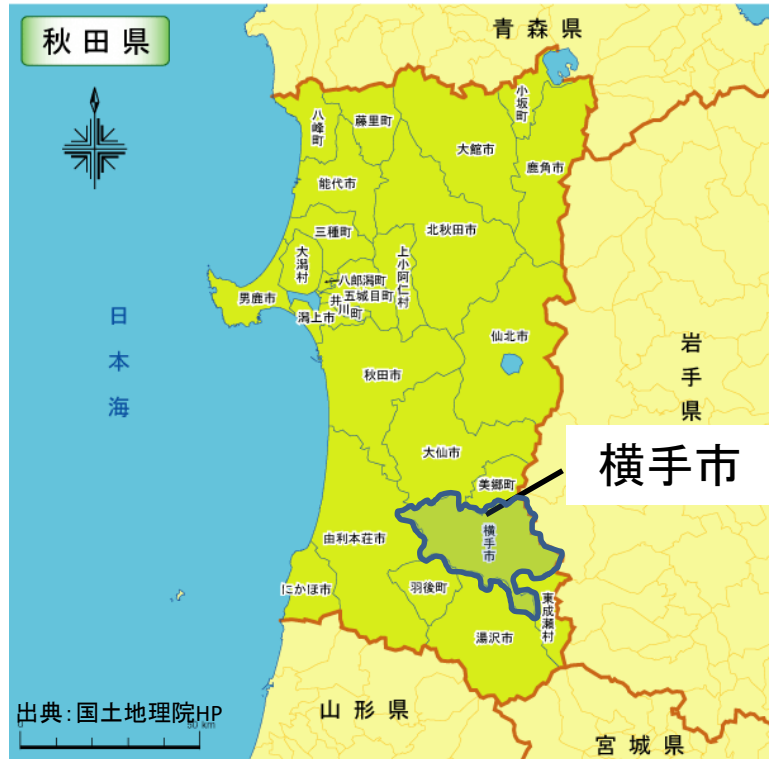 秋田県
青森県
小坂町
八峰町
藤里町
大館市
鹿角市
能代市
三種町
北秋田市
大潟村
上小阿仁村
八郎潟町
五城目町
井川町
男鹿市
潟上市
日本海
仙北市
岩手県
秋田市
大仙市
横手市
美郷町
横手市
由利本荘市
にかほ市
羽後町
東成瀬村
湯沢市
出典：国土地理院HP
0
50 km
山形県
宮城県